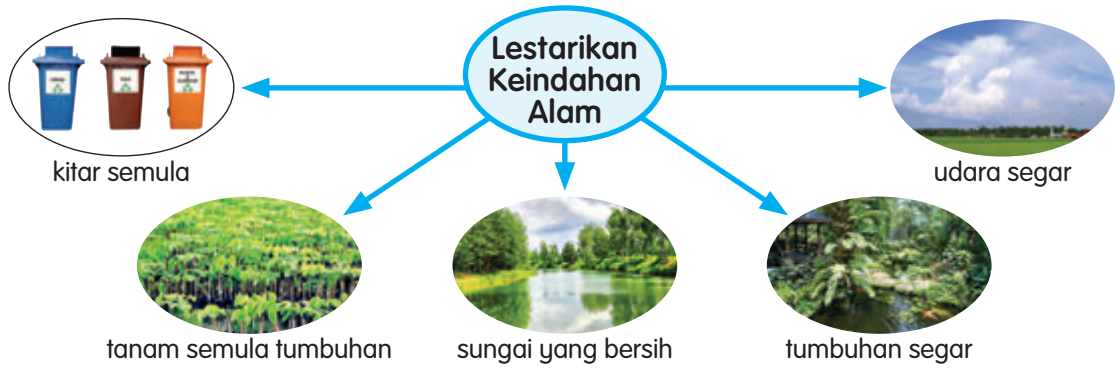 Lestarikan
Keindahan
Alam
kitar semula
udara segar
tanam semula tumbuhan
sungai yang bersih
tumbuhan segar